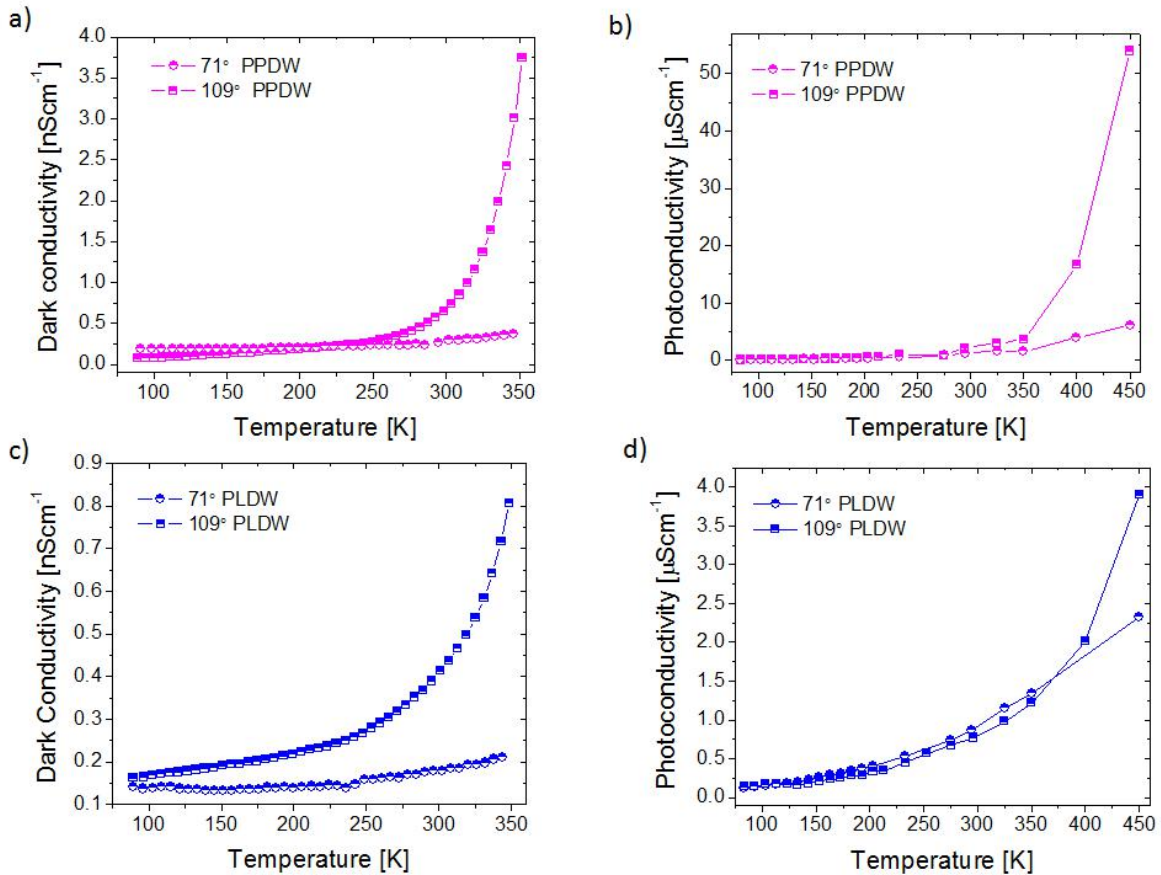 a)
Dark conductivity [nScm⁻¹]
4.0
3.5
3.0
2.5
2.0
1.5
1.0
0.5
0.0
71° PPDW
109° PPDW
100 150 200 250 300 350
Temperature [K]
b)
Photoconductivity [μScm⁻¹]
50
40
30
20
10
0
71° PPDW
109° PPDW
100 150 200 250 300 350 400 450
Temperature [K]
c)
Dark Conductivity [nScm⁻¹]
0.9
0.8
0.7
0.6
0.5
0.4
0.3
0.2
0.1
71° PLDW
109° PLDW
100 150 200 250 300 350
Temperature [K]
d)
Photoconductivity [μScm⁻¹]
4.0
3.5
3.0
2.5
2.0
1.5
1.0
0.5
0.0
71° PLDW
109° PLDW
100 150 200 250 300 350 400 450
Temperature [K]